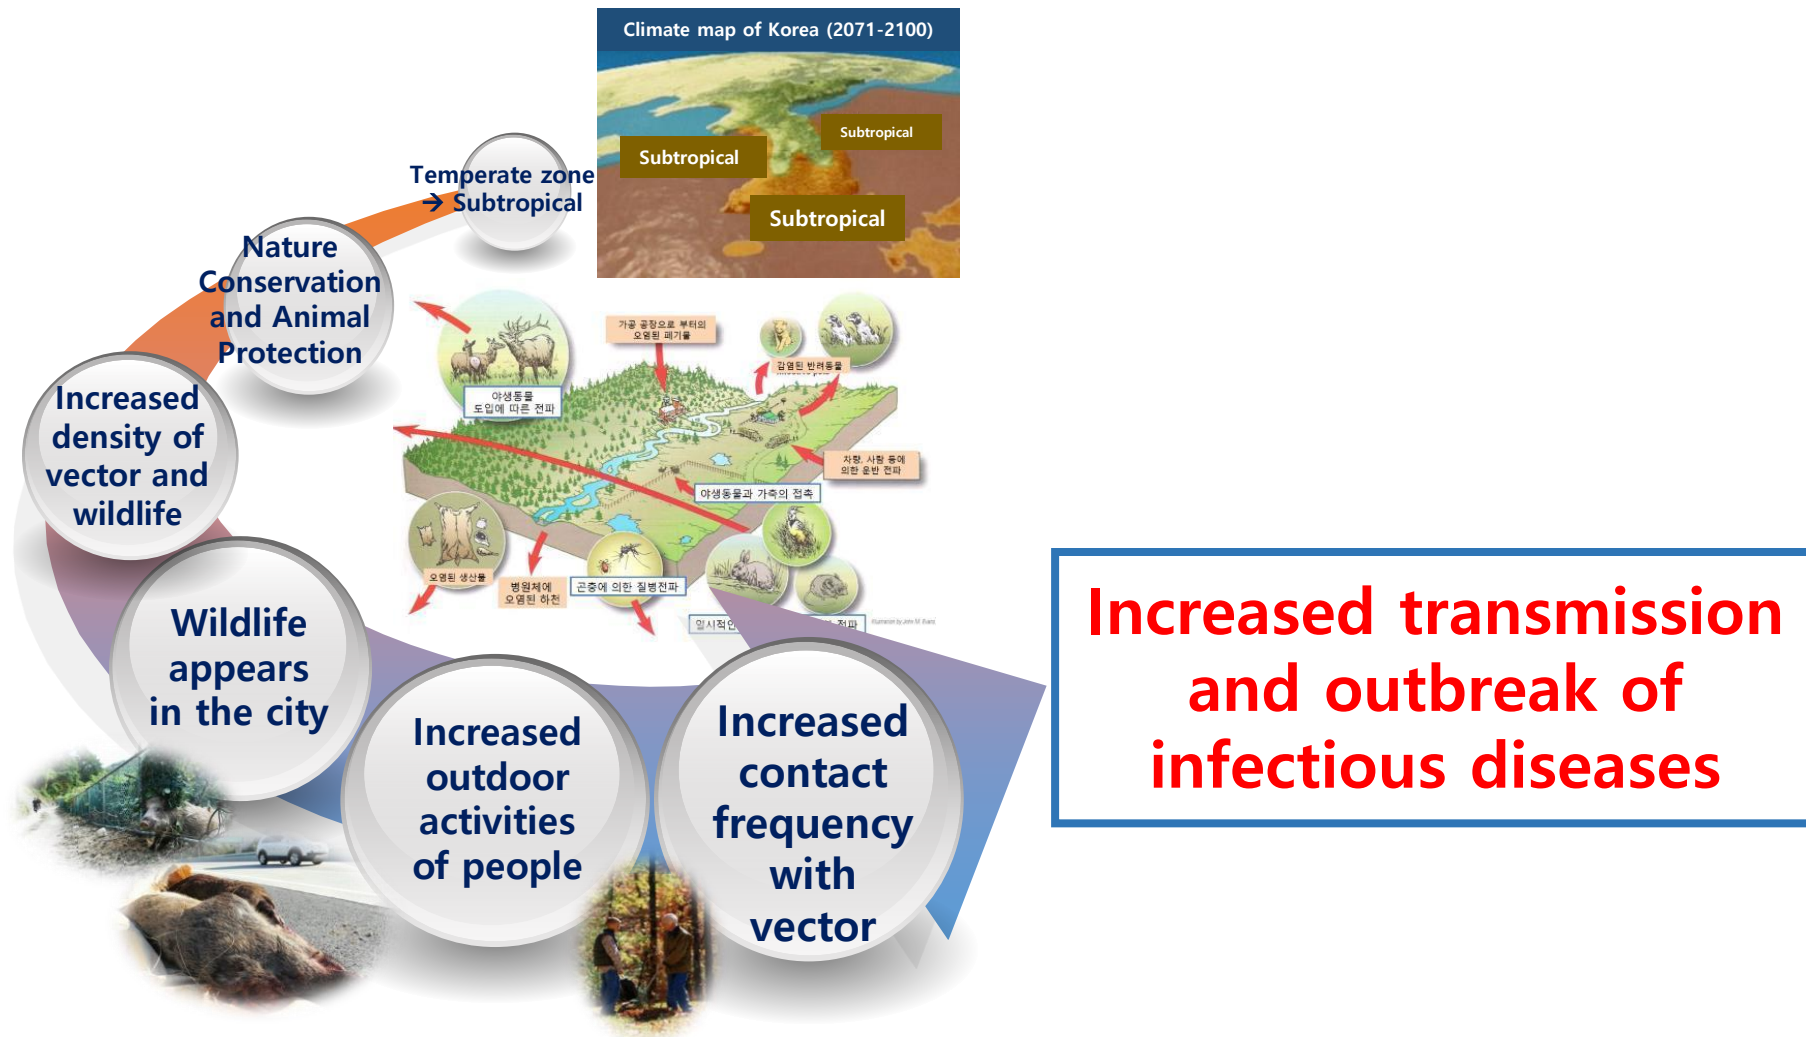 Climate map of Korea (2071-2100)
Subtropical
Subtropical
Subtropical
Temperate zone
→ Subtropical
Nature
Conservation
and Animal
Protection
Increased
density of
vector and
wildlife
Wildlife
appears
in the city
Increased
outdoor
activities
of people
Increased
contact
frequency
with
vector
야생동물
도입에 따른 전파
가공 공장으로 부터의
오염된 폐기물
감염된 반려동물
차량, 사람 등에
의한 운반 전파
야생동물과 가축의 접촉
오염된 생산물
병원체에
오염된 하천
곤충에 의한 질병전파
일시적인
전파
Increased transmission
and outbreak of
infectious diseases